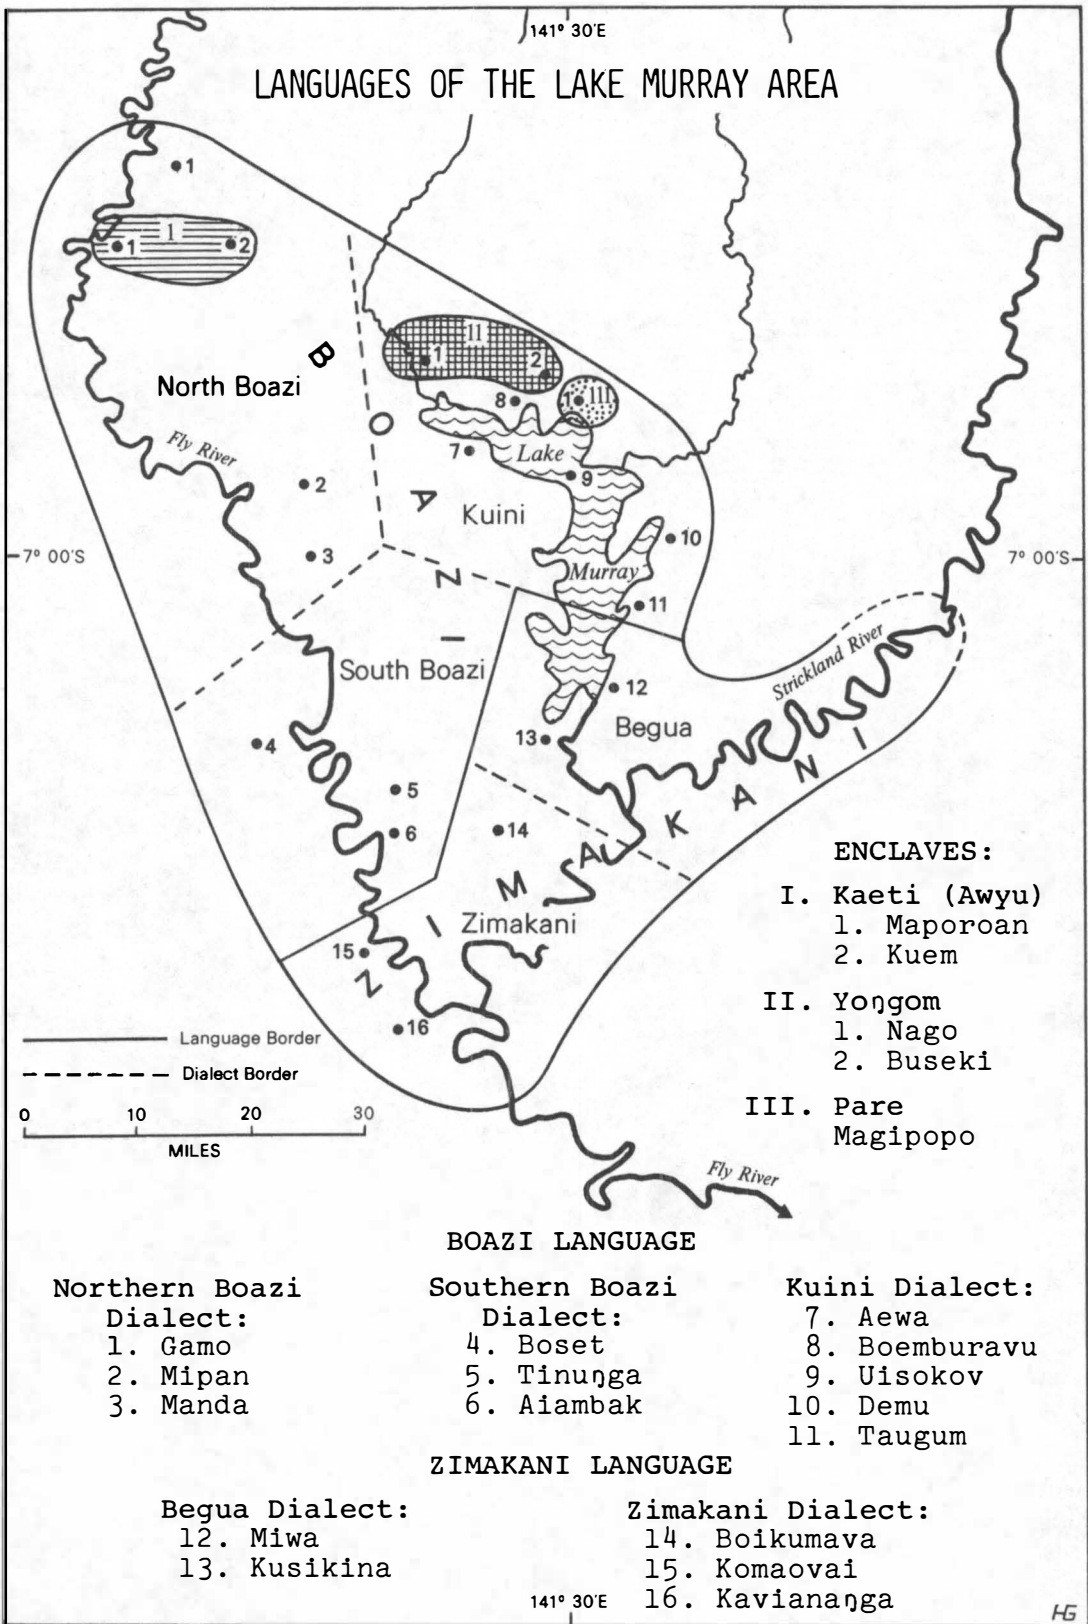 141° 30'E
LANGUAGES OF THE LAKE MURRAY AREA
1
I
1
2
II
1
2
B
North Boazi
8
1
III
O
Fly River
7
Lake
9
2
A
Kuini
10
7° 00'S
3
7° 00'S
Z
Murray
11
I
South Boazi
Strickland River
12
4
13
Begua
I
N
5
A
6
14
K
A
ENCLAVES:
M
I. Kaeti (Awyu)
I
Zimakani
1. Maporoan
15
2. Kuem
Z
II. Yoŋgom
16
1. Nago
Language Border
2. Buseki
Dialect Border
0 10 20 30
III. Pare
MILES
Magipopo
Fly River
BOAZI LANGUAGE
Northern Boazi
Dialect:
1. Gamo
2. Mipan
3. Manda
Southern Boazi
Dialect:
4. Boset
5. Tinuŋga
6. Aiambak
Kuini Dialect:
7. Aewa
8. Boemburavu
9. Uisokov
10. Demu
11. Taugum
ZIMAKANI LANGUAGE
Begua Dialect:
12. Miwa
13. Kusikina
Zimakani Dialect:
14. Boikumava
15. Komaovai
16. Kaviananŋa
141° 30'E
HG